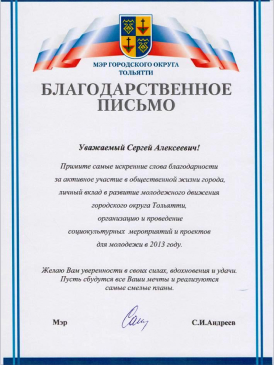 МЭР ГОРОДСКОГО ОКРУГА
ТОЛЬЯТТИ
БЛАГОДАРСТВЕННОЕ
ПИСЬМО
Уважаемый Сергей Алексеевич!
Примите самые искренние слова благодарности
за активное участие в общественной жизни города,
личный вклад в развитие молодежного движения
городского округа Тольятти,
организацию и проведение
социокультурных мероприятий и проектов
для молодежи в 2013 году.
Желаю Вам уверенности в своих силах, вдохновения и удачи.
Пусть сбудутся все Ваши мечты и реализуются
самые смелые планы.
Мэр С.И.Андреев